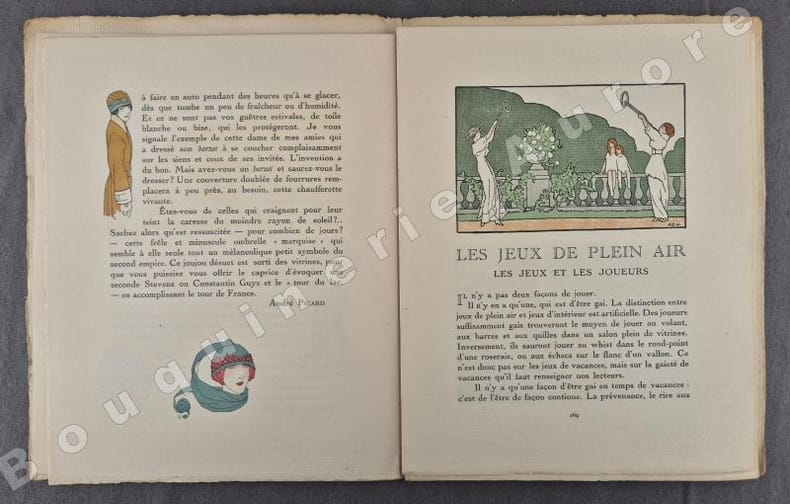 à faire en auto pendant des heures qu'à se glacer,
dès que tombe un peu de fraîcheur ou d'humidité.
Et ce ne sont pas vos guêtres estivales, de toile
blanche ou bise, qui les protégeront. Je vous
signale l'exemple de cette dame de mes amies qui
a dressé son borzoi à se coucher complaisamment
sur les siens et ceux de ses invités. L'invention a
du bon. Mais avez-vous un borzoi et saurez-vous le
dresser? Une couverture doublée de fourrures rem-
placera à peu près, au besoin, cette chaufferette
vivante.
Êtes-vous de celles qui craignent pour leur
teint la caresse du moindre rayon de soleil?..
Sachez alors qu'est ressuscitée — pour combien de jours?
— cette frêle et minuscule ombrelle "marquise" qui
semble à elle seule tout un mélancolique petit symbole du
second empire. Ce joujou désuet est sorti des vitrines, pour
que vous puissiez vous offrir le caprice d'évoquer une
seconde Stevens ou Constantin Guys et le "tour du lac,
— en accomplissant le tour de France.
André Picard
LES JEUX DE PLEIN AIR
LES JEUX ET LES JOUEURS
IL n'y a pas deux façons de jouer.
Il n'y en a qu'une, qui est d'être gai. La distinction entre
jeux de plein air et jeux d'intérieur est artificielle. Des joueurs
suffisamment gais trouveront le moyen de jouer au volant,
aux barres et aux quilles dans un salon plein de vitrines.
Inversement, ils sauront jouer au whist dans le rond-point
d'une roseraie, ou aux échecs sur le flanc d'un vallon. Ce
n'est donc pas sur les jeux de vacances, mais sur la gaieté de
vacances qu'il faut renseigner nos lecteurs.
Il n'y a qu'une façon d'être gai en temps de vacances :
c'est de l'être de façon continue. La prévenance, le rire aux
269
Bouquinerie Aurore